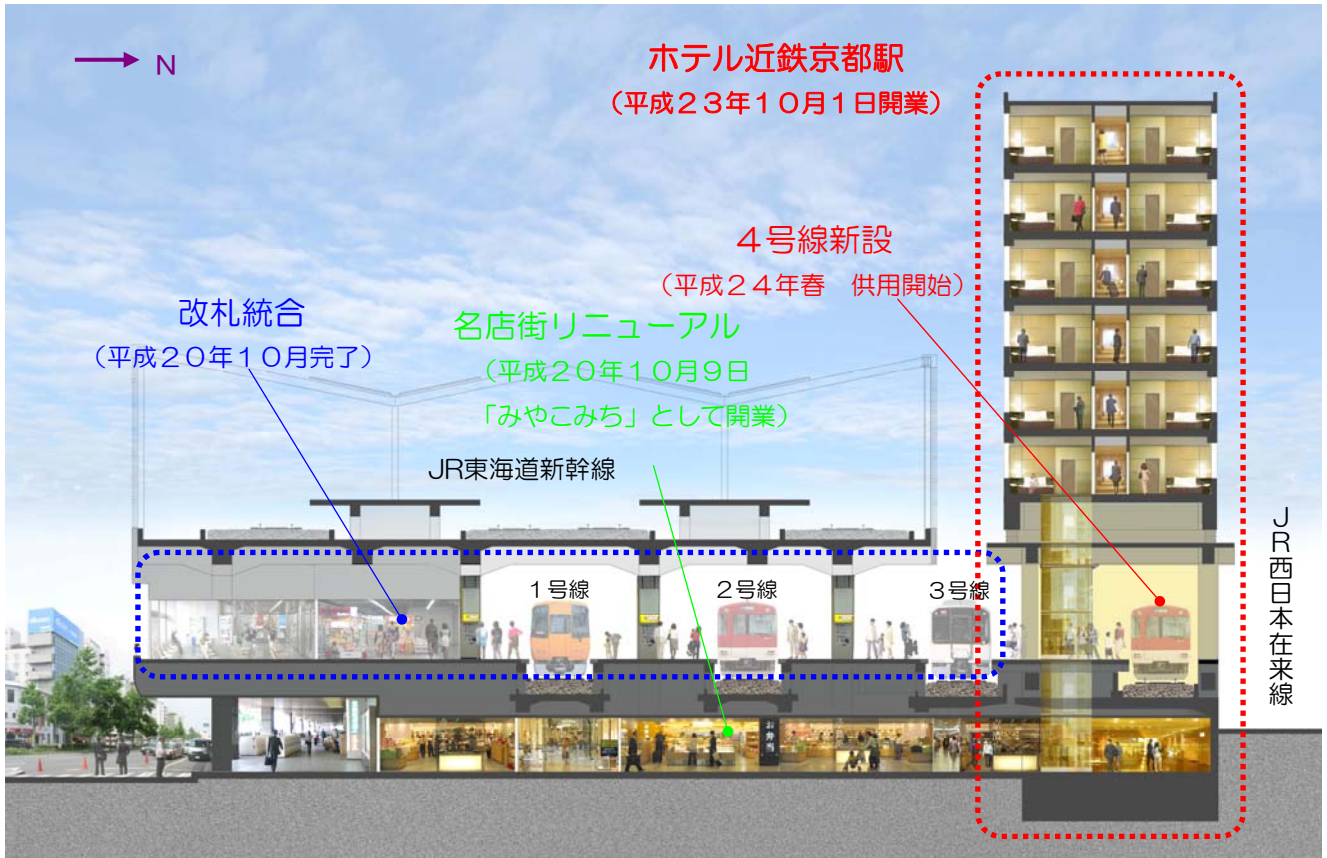 N
ホテル近鉄京都駅
（平成２３年１０月１日開業）
４号線新設
（平成２４年春　供用開始）
改札統合
（平成２０年１０月完了）
名店街リニューアル
（平成２０年１０月９日
「みやこみち」として開業）
JR東海道新幹線
１号線
２号線
３号線
ＪＲ西日本在来線
お弁当